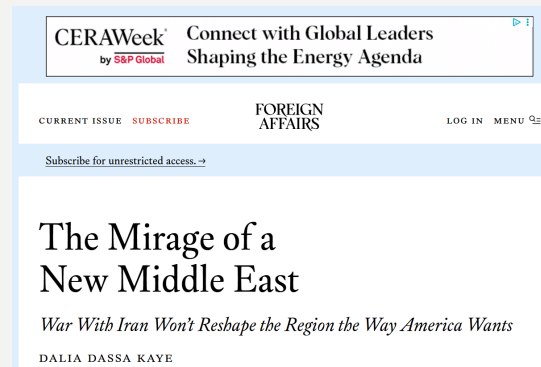 CERAWeek®
by S&P Global
Connect with Global Leaders
Shaping the Energy Agenda
CURRENT ISSUE SUBSCRIBE
FOREIGN
AFFAIRS
LOG IN MENU
Subscribe for unrestricted access. →
The Mirage of a
New Middle East
War With Iran Won’t Reshape the Region the Way America Wants
DALIA DASSA KAYE